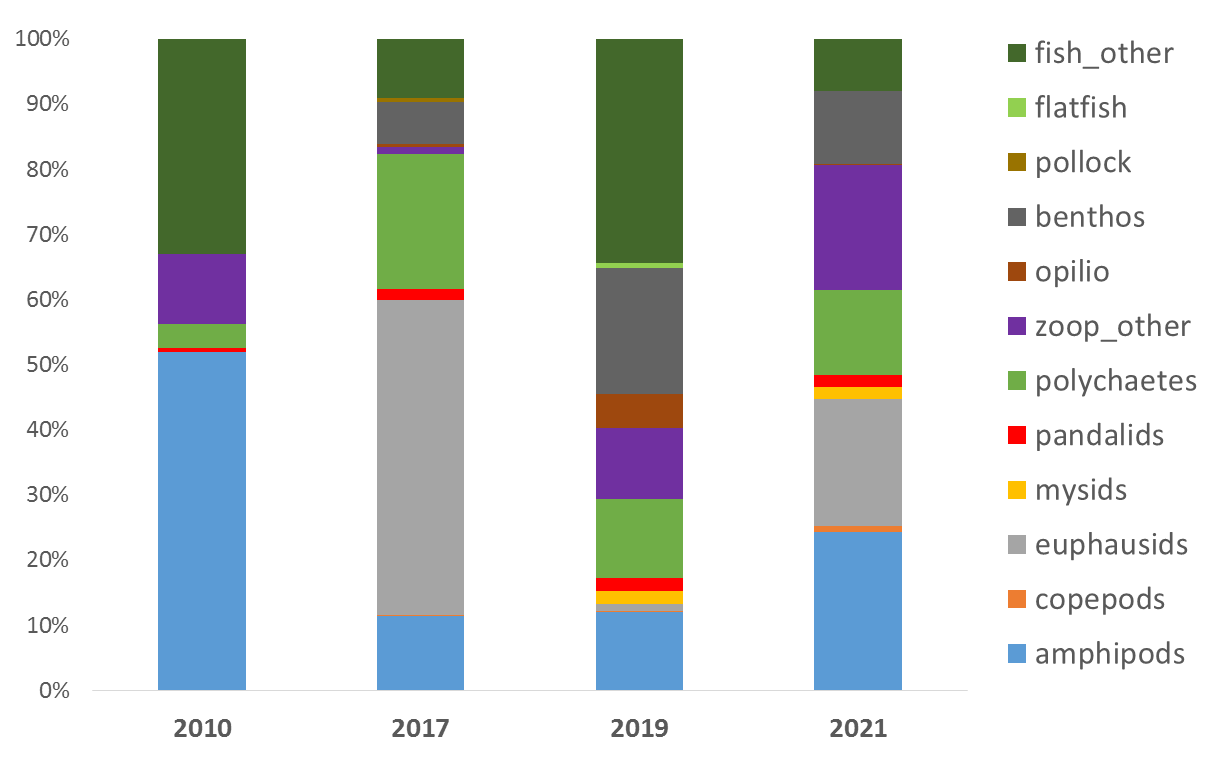 100%
90%
80%
70%
60%
50%
40%
30%
20%
10%
0%
2010
2017
2019
2021
fish_other
flatfish
pollock
benthos
opilio
zoop_other
polychaetes
pandalids
mysids
euphausids
copepods
amphipods